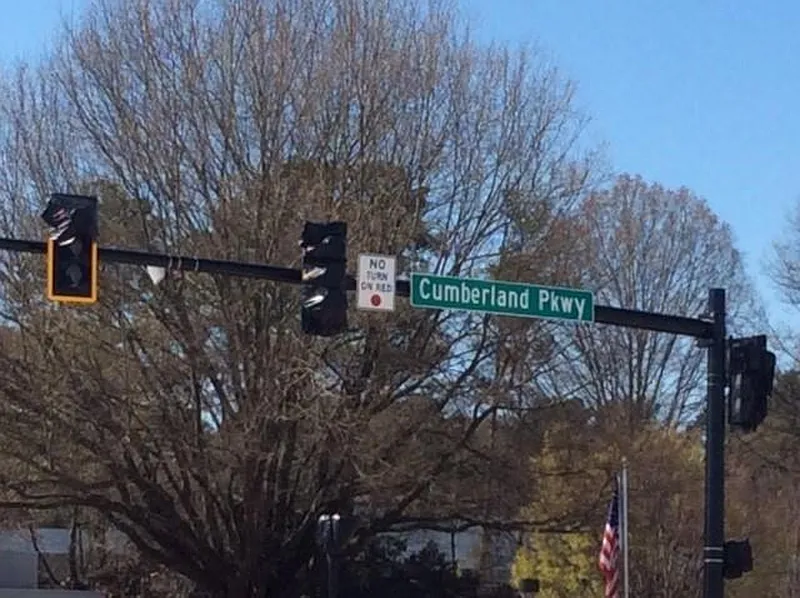 NO
TURN
ON RED
Cumberland Pkwy